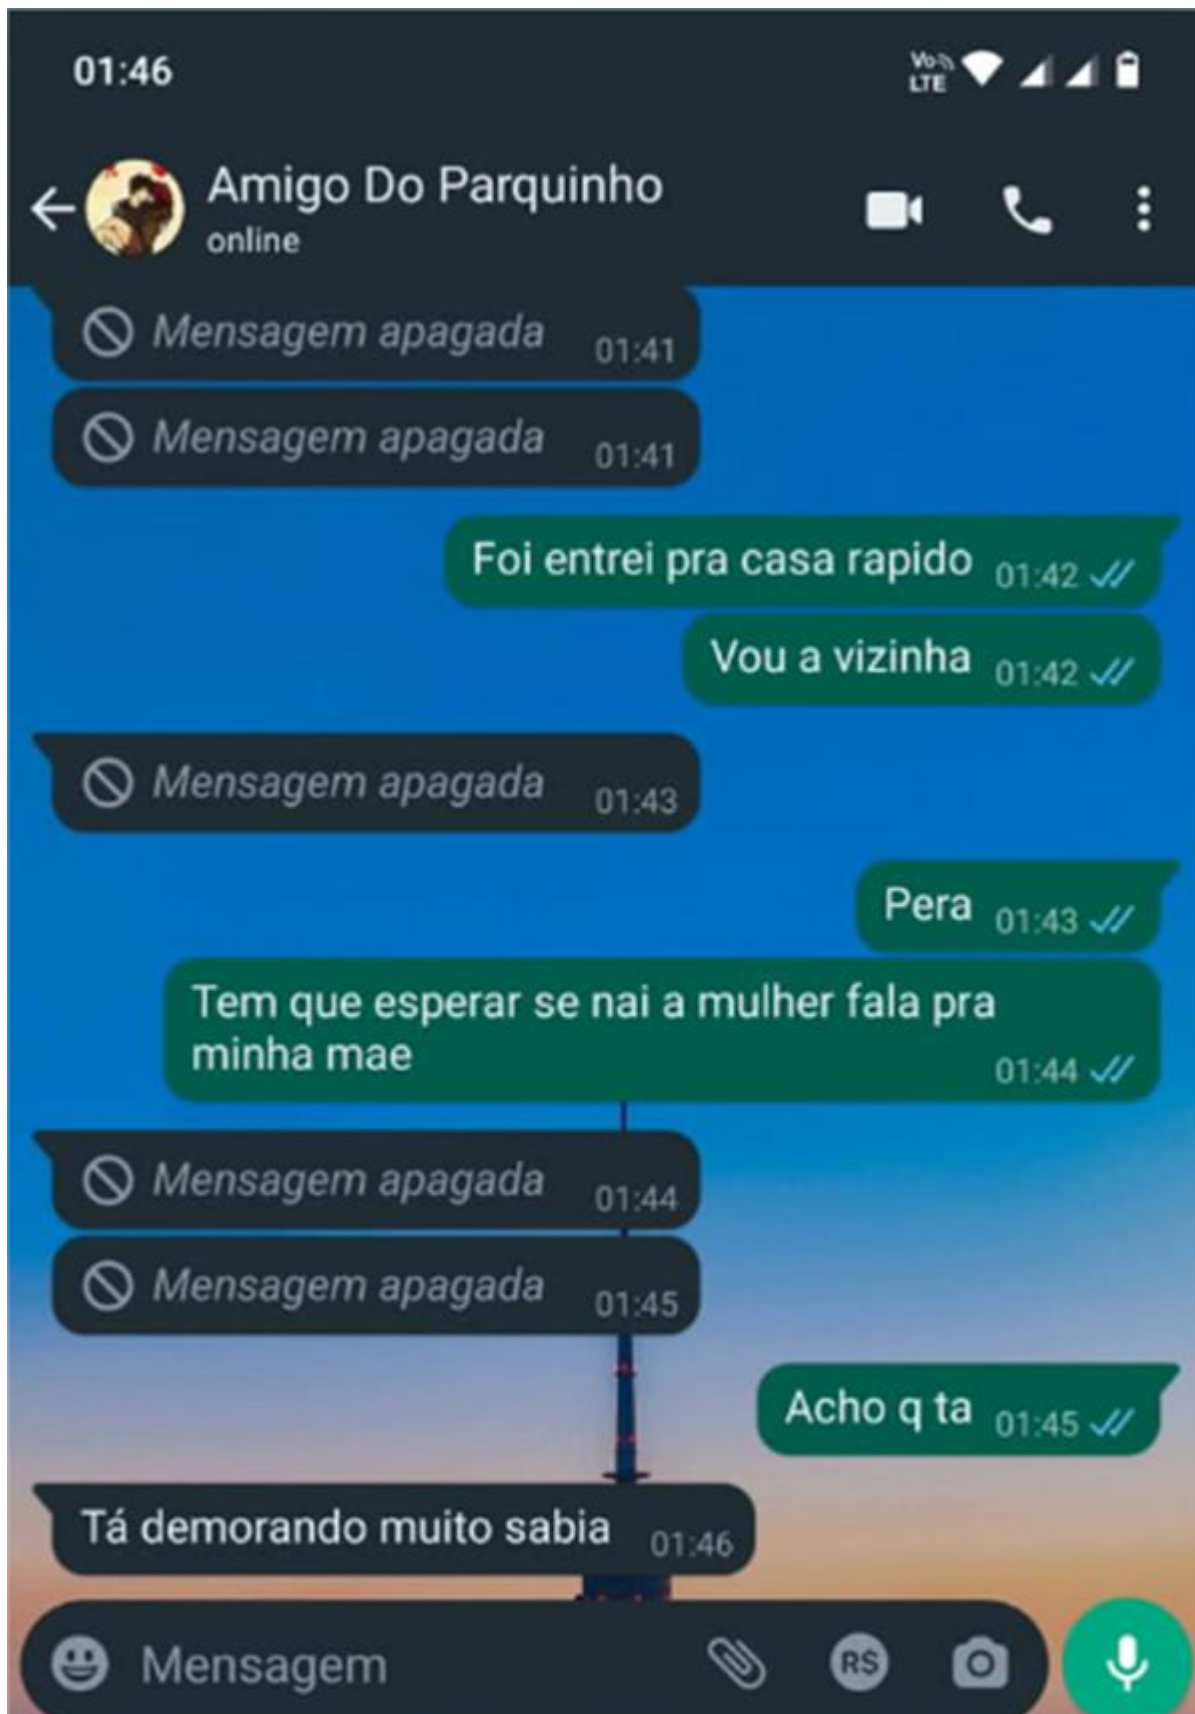 01:46
Vo))
LTE
Amigo Do Parquinho
online
Mensagem apagada 01:41
Mensagem apagada 01:41
Foi entrei pra casa rapido 01:42
Vou a vizinha 01:42
Mensagem apagada 01:43
Pera 01:43
Tem que esperar se nai a mulher fala pra
minha mae 01:44
Mensagem apagada 01:44
Mensagem apagada 01:45
Acho q ta 01:45
Tá demorando muito sabia 01:46
Mensagem
R$